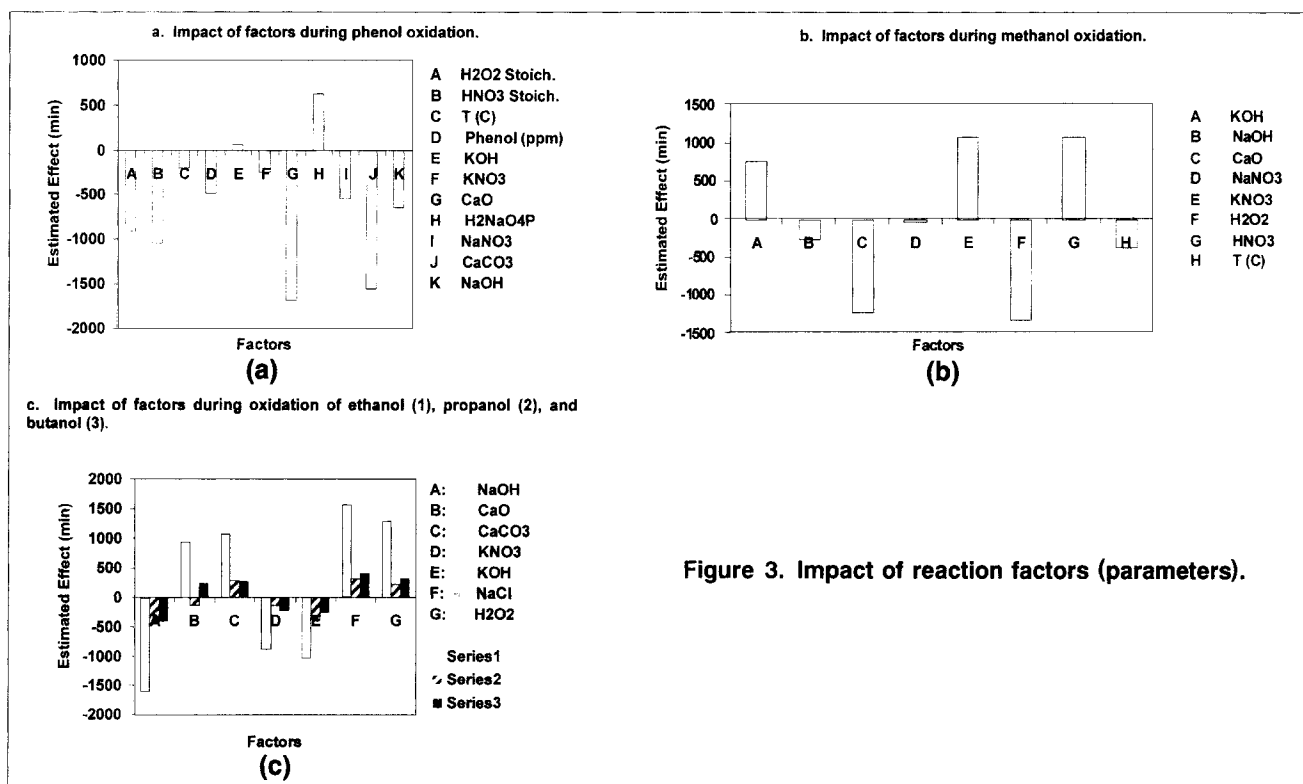 a. Impact of factors during phenol oxidation.
Estimated Effect (min)
1000
500
0
-500
-1000
-1500
-2000
A B C D E F G H I J K
Factors
A H2O2 Stoich.
B HNO3 Stoich.
C T (C)
D Phenol (ppm)
E KOH
F KNO3
G CaO
H H2NaO4P
I NaNO3
J CaCO3
K NaOH
(a)
b. Impact of factors during methanol oxidation.
Estimated Effect (min)
1500
1000
500
0
-500
-1000
-1500
A B C D E F G H
Factors
A KOH
B NaOH
C CaO
D NaNO3
E KNO3
F H2O2
G HNO3
H T (C)
(b)
c. Impact of factors during oxidation of ethanol (1), propanol (2), and
butanol (3).
Estimated Effect (min)
2000
1500
1000
500
0
-500
-1000
-1500
-2000
A B C D E F G
Factors
A: NaOH
B: CaO
C: CaCO3
D: KNO3
E: KOH
F: NaCl
G: H2O2
Series1
Series2
Series3
(c)
Figure 3. Impact of reaction factors (parameters).